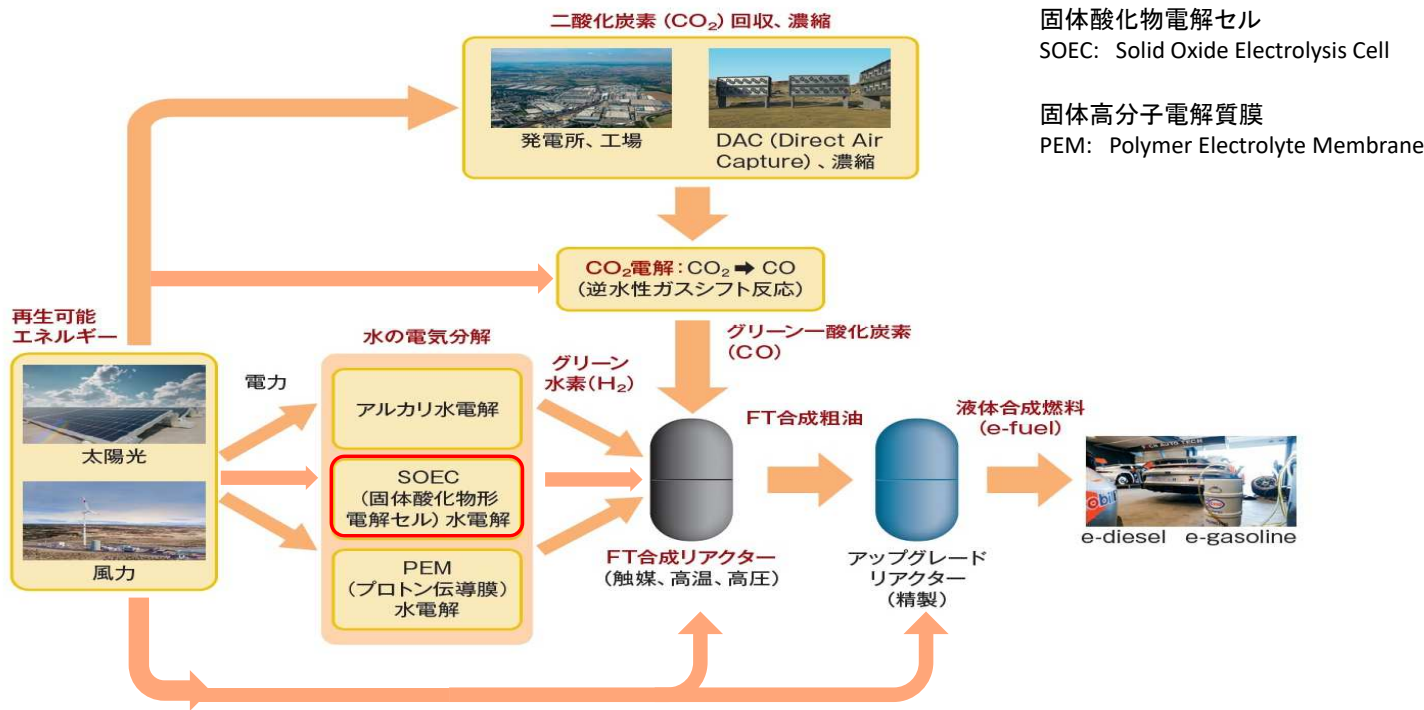 二酸化炭素 (CO₂) 回収、濃縮
発電所、工場
DAC (Direct Air
Capture) 、濃縮
固体酸化物電解セル
SOEC: Solid Oxide Electrolysis Cell
固体高分子電解質膜
PEM: Polymer Electrolyte Membrane
CO₂電解：CO₂ ➡ CO
(逆水性ガスシフト反応)
再生可能
エネルギー
太陽光
風力
電力
水の電気分解
アルカリ水電解
SOEC
(固体酸化物形
電解セル) 水電解
PEM
(プロトン伝導膜)
水電解
グリーン
水素(H₂)
グリーン一酸化炭素
(CO)
FT合成リアクター
(触媒、高温、高圧)
FT合成粗油
アップグレード
リアクター
(精製)
液体合成燃料
(e-fuel)
e-diesel e-gasoline